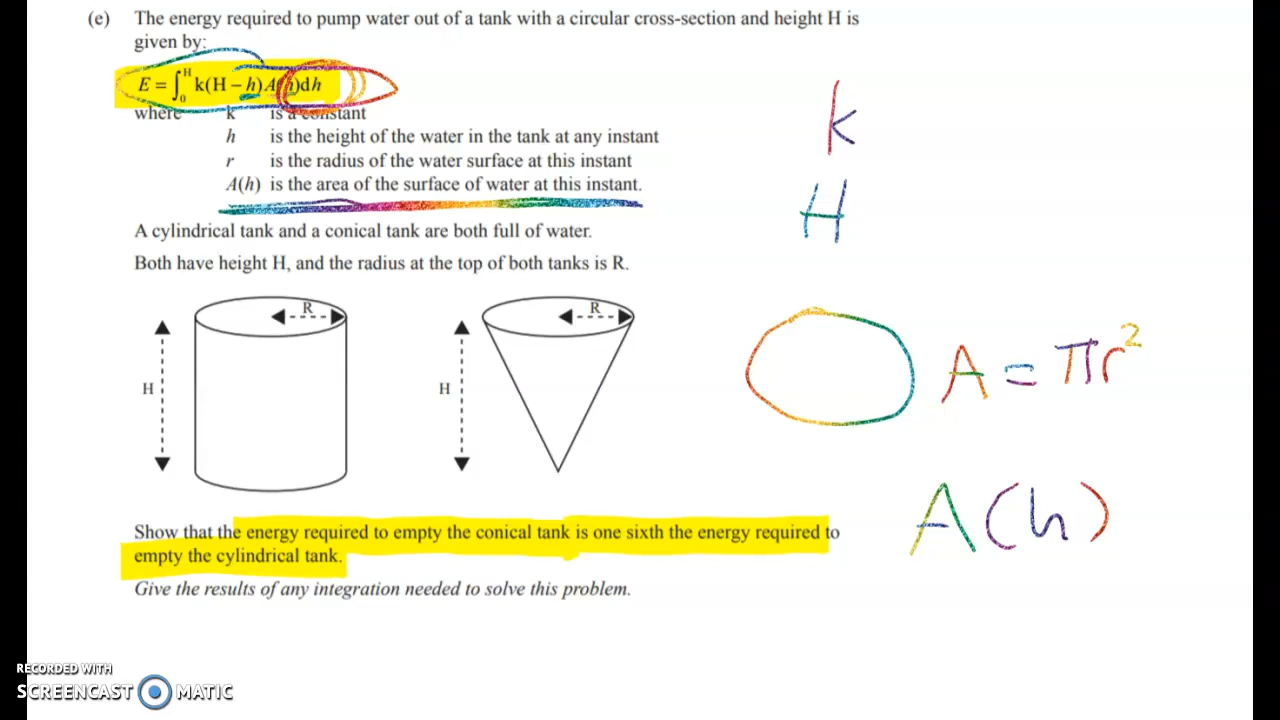 (e) The energy required to pump water out of a tank with a circular cross-section and height H is
given by:
E = ∫₀ᴴ k(H − h)A(h)dh
where k is a constant
h is the height of the water in the tank at any instant
r is the radius of the water surface at this instant
A(h) is the area of the surface of water at this instant.
A cylindrical tank and a conical tank are both full of water.
Both have height H, and the radius at the top of both tanks is R.
R
H
R
H
Show that the energy required to empty the conical tank is one sixth the energy required to
empty the cylindrical tank.
Give the results of any integration needed to solve this problem.
k
H
A = πr²
A(h)
RECORDED WITH
SCREENCAST MATIC